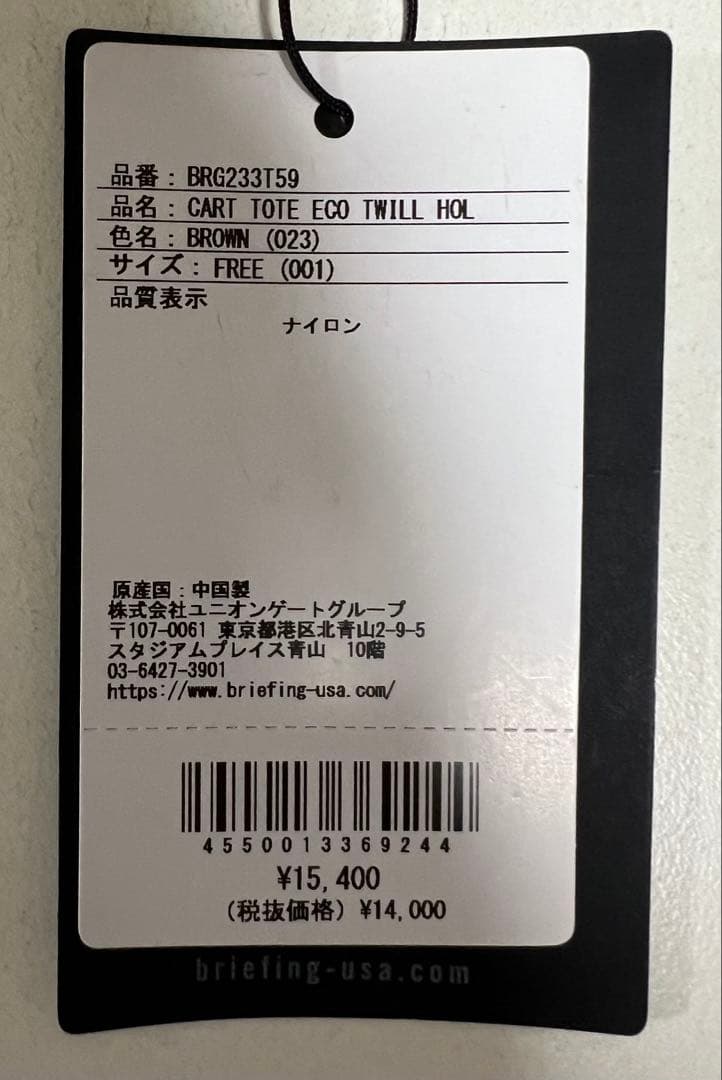 品番：BRG233T59
品名：CART TOTE ECO TWILL HOL
色名：BROWN (023)
サイズ：FREE (001)
品質表示
ナイロン
原産国：中国製
株式会社ユニオンゲートグループ
〒107-0061 東京都港区北青山2-9-5
スタジアムプレイス青山 10階
03-6427-3901
https://www.briefing-usa.com/
4550013369244
¥15,400
(税抜価格) ¥14,000
briefing-usa.com